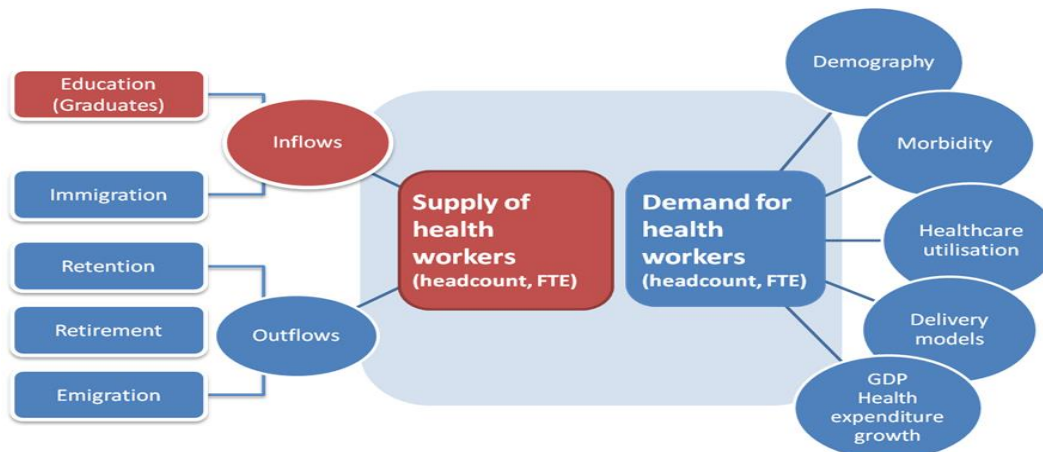 Education
(Graduates)
Inflows
Immigration
Retention
Retirement
Emigration
Outflows
Supply of
health
workers
(headcount, FTE)
Demand for
health
workers
(headcount, FTE)
Demography
Morbidity
Healthcare
utilisation
Delivery
models
GDP
Health
expenditure
growth